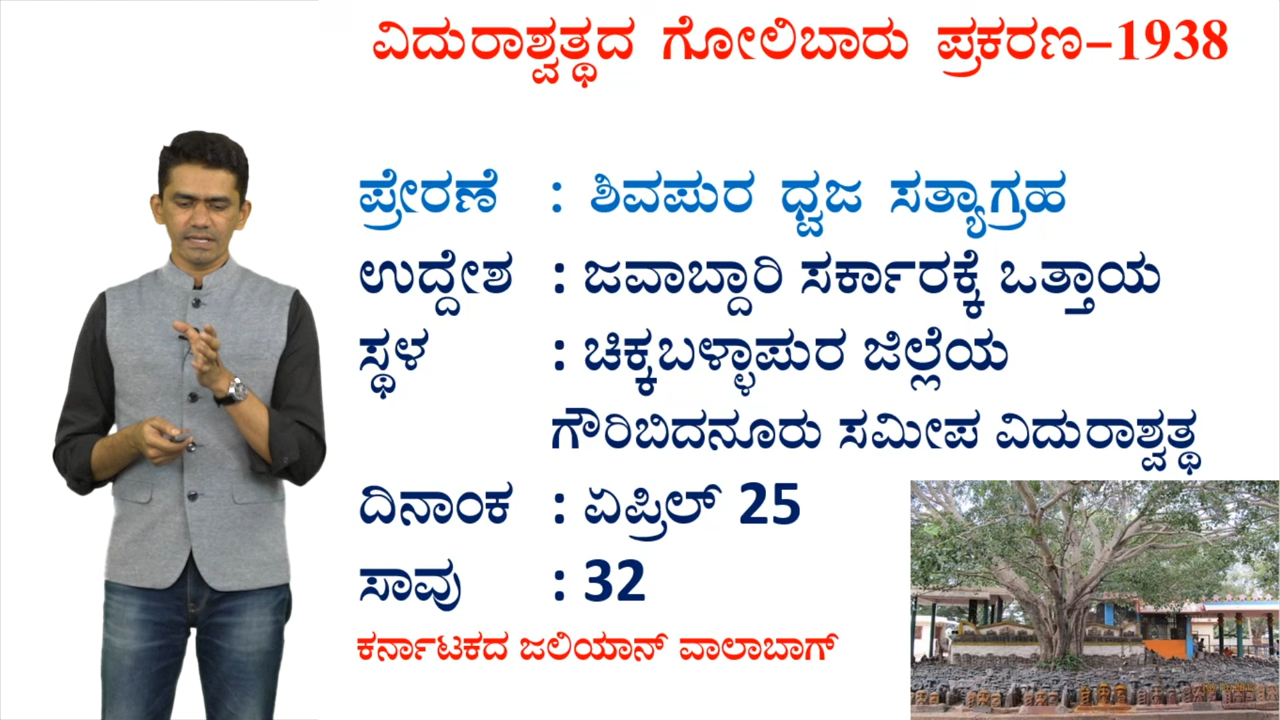 ವಿದುರಾಶ್ವತ್ಥದ ಗೋಲಿಬಾರು ಪ್ರಕರಣ-1938
ಪ್ರೇರಣೆ : ಶಿವಪುರ ಧ್ವಜ ಸತ್ಯಾಗ್ರಹ
ಉದ್ದೇಶ : ಜವಾಬ್ದಾರಿ ಸರ್ಕಾರಕ್ಕೆ ಒತ್ತಾಯ
ಸ್ಥಳ : ಚಿಕ್ಕಬಳ್ಳಾಪುರ ಜಿಲ್ಲೆಯ
ಗೌರಿಬಿದನೂರು ಸಮೀಪ ವಿದುರಾಶ್ವತ್ಥ
ದಿನಾಂಕ : ಏಪ್ರಿಲ್ 25
ಸಾವು : 32
ಕರ್ನಾಟಕದ ಜಲಿಯಾನ್ ವಾಲಾಬಾಗ್